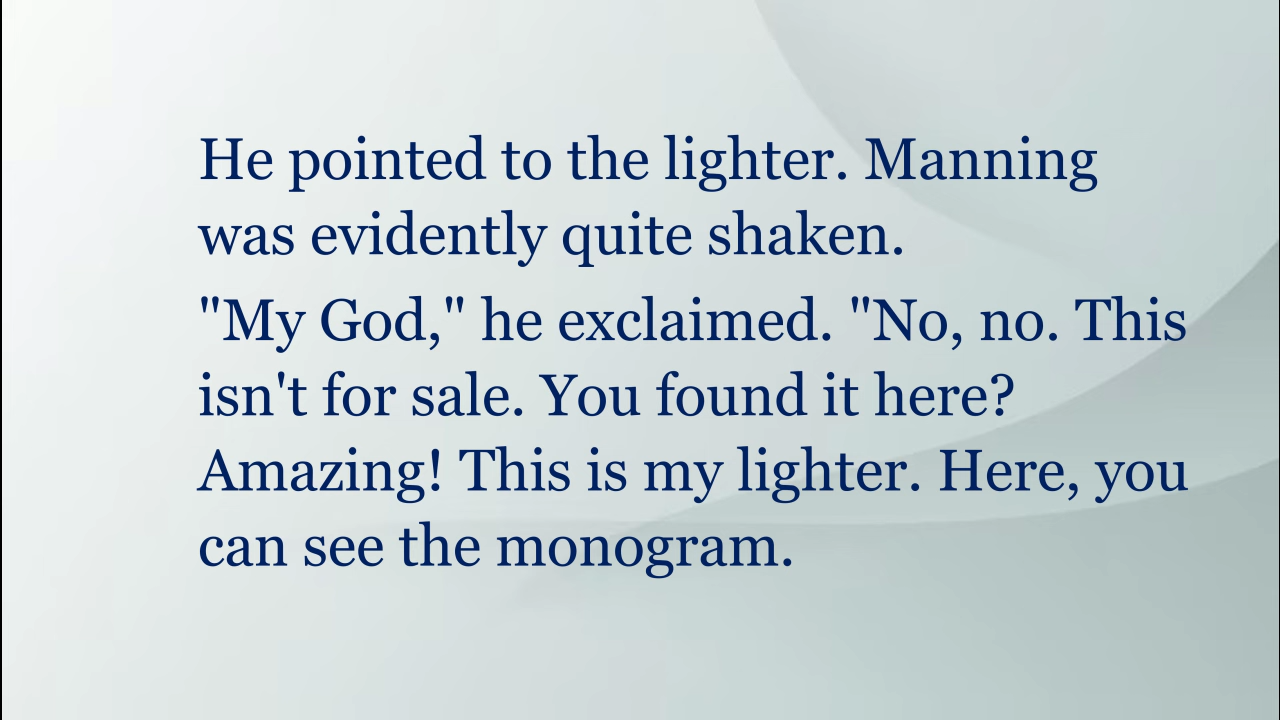 He pointed to the lighter. Manning
was evidently quite shaken.
"My God," he exclaimed. "No, no. This
isn't for sale. You found it here?
Amazing! This is my lighter. Here, you
can see the monogram.